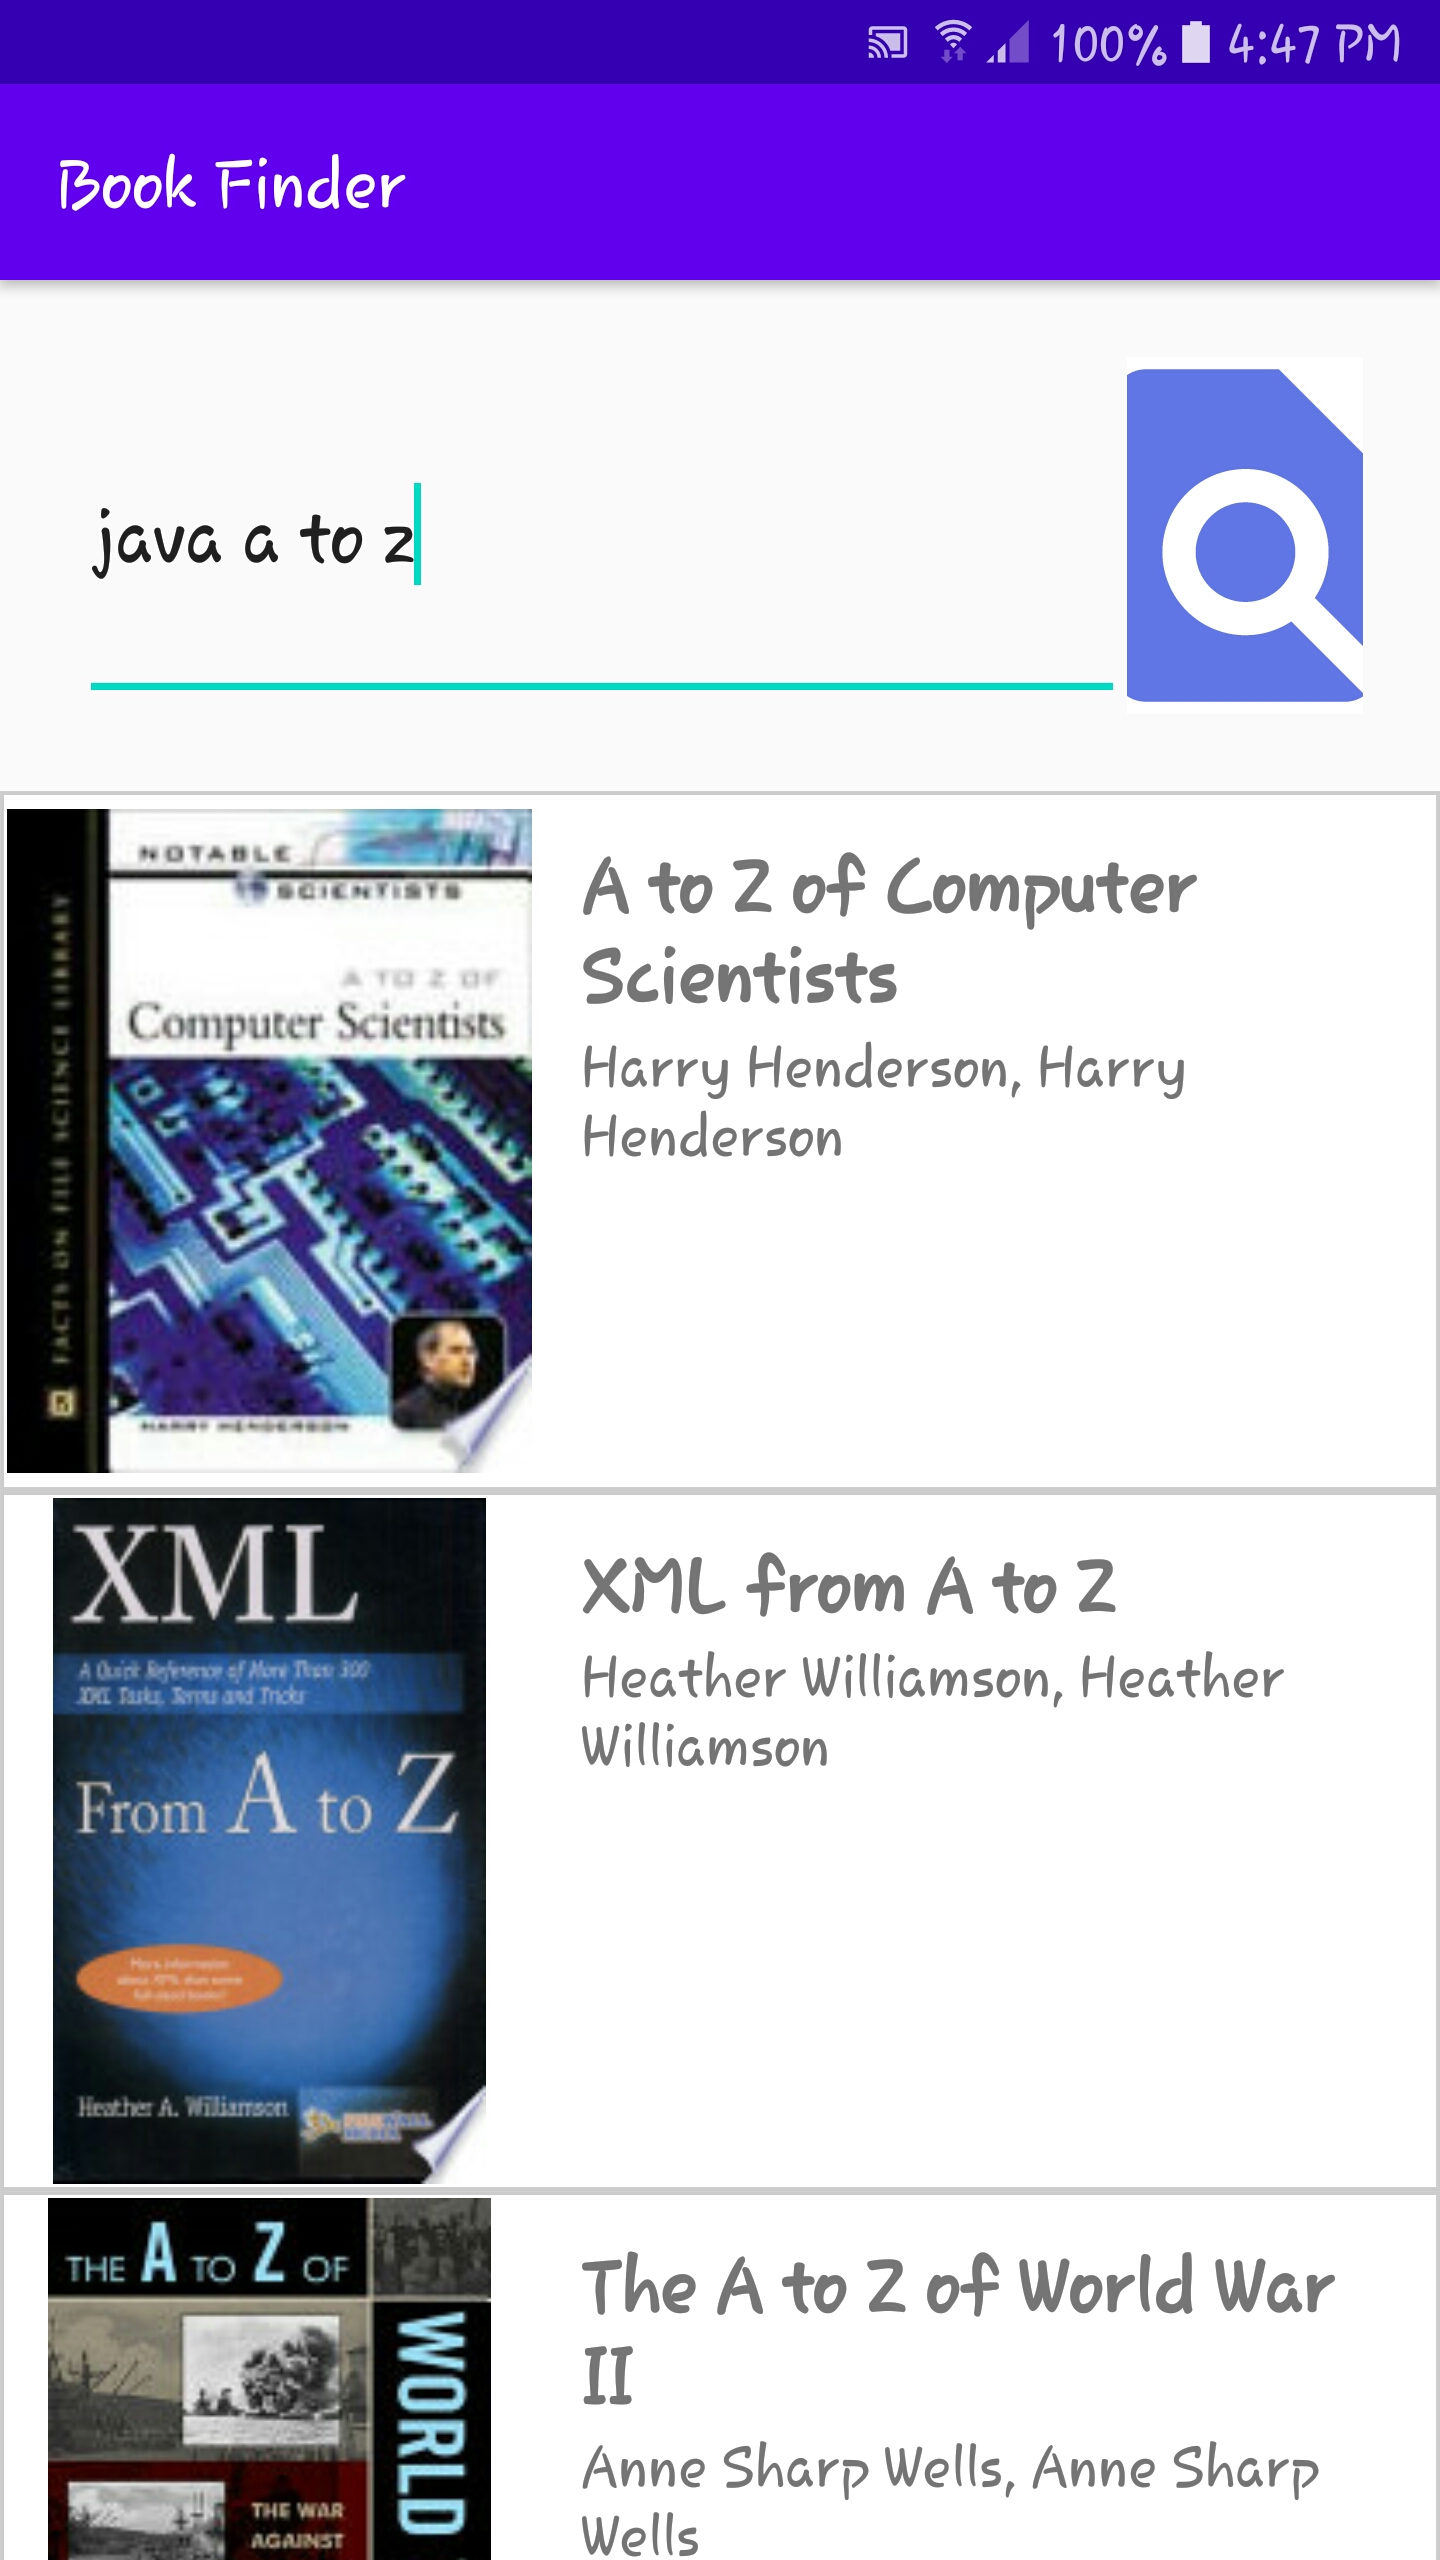 100% 4:47 PM
Book Finder
java a to z
NOTABLE
SCIENTISTS
A TO Z OF
Computer Scientists
FACTS ON FILE SCIENCE LIBRARY
HARRY HENDERSON
A to Z of Computer
Scientists
Harry Henderson, Harry
Henderson
XML
A Quick Reference of More Than 300
XML Tasks, Terms and Tricks
From A to Z
Heather A. Williamson
XML from A to Z
Heather Williamson, Heather
Williamson
THE A TO Z OF
WORLD
THE WAR
AGAINST
The A to Z of World War
II
Anne Sharp Wells, Anne Sharp
Wells